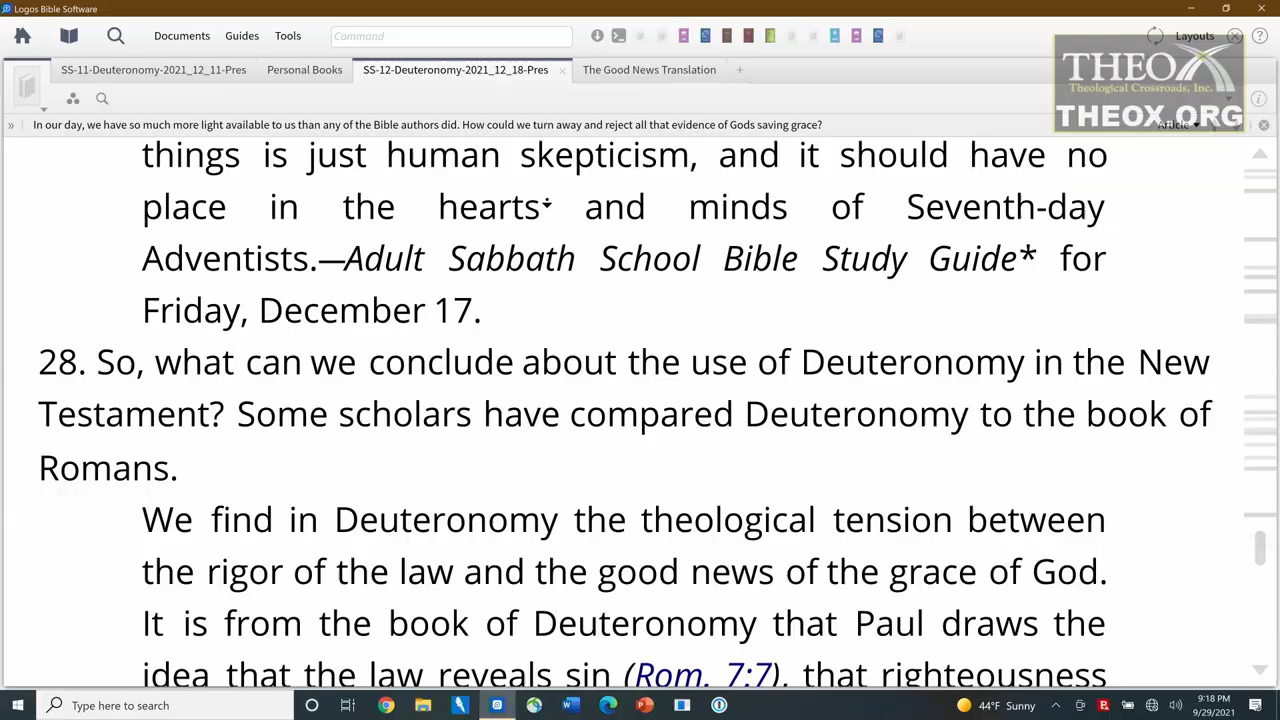 Logos Bible Software
Documents Guides Tools Command Layouts
SS-11-Deuteronomy-2021_12_11-Pres Personal Books SS-12-Deuteronomy-2021_12_18-Pres The Good News Translation
THEOX
Theological Crossroads, Inc.
THEOX.ORG
In our day, we have so much more light available to us than any of the Bible authors did. How could we turn away and reject all that evidence of Gods saving grace? Article
things is just human skepticism, and it should have no
place in the hearts and minds of Seventh-day
Adventists.—Adult Sabbath School Bible Study Guide* for
Friday, December 17.
28. So, what can we conclude about the use of Deuteronomy in the New
Testament? Some scholars have compared Deuteronomy to the book of
Romans.
We find in Deuteronomy the theological tension between
the rigor of the law and the good news of the grace of God.
It is from the book of Deuteronomy that Paul draws the
idea that the law reveals sin (Rom. 7:7), that righteousness
Type here to search 44°F Sunny 9:18 PM
9/29/2021